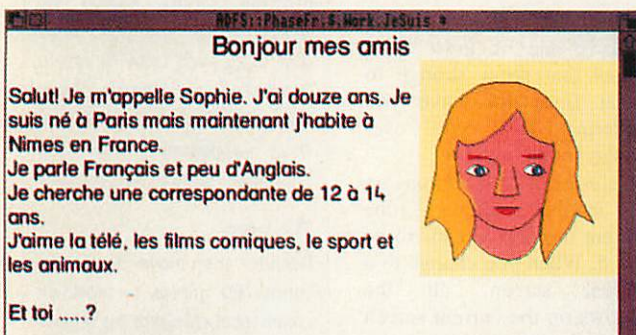 ADFS::PhaseFr.$.Work.JeSuis *
Bonjour mes amis
Salut! Je m'appelle Sophie. J'ai douze ans. Je
suis né à Paris mais maintenant j'habite à
Nimes en France.
Je parle Français et peu d'Anglais.
Je cherche une correspondante de 12 à 14
ans.
J'aime la télé, les films comiques, le sport et
les animaux.
Et toi .....?